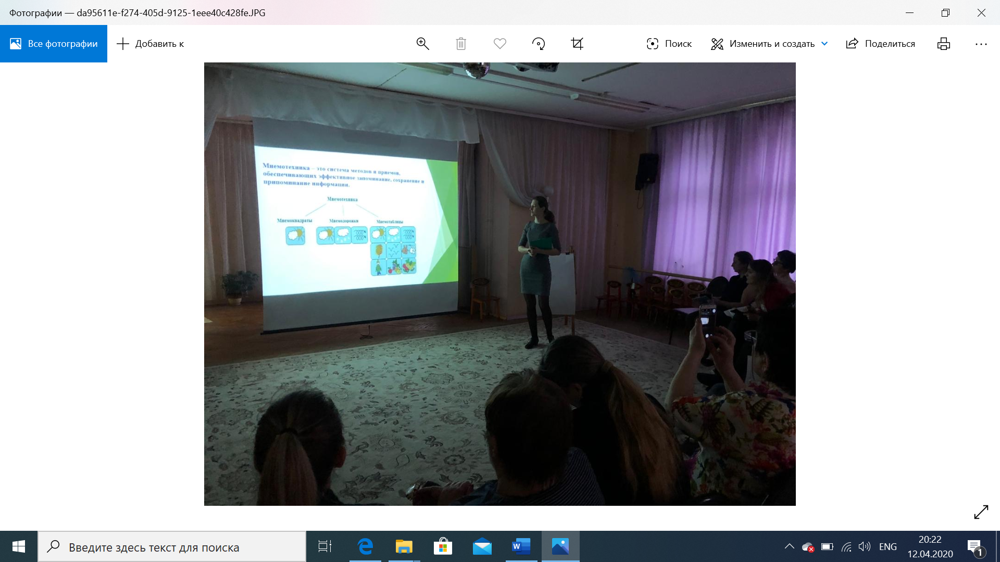 Фотографии — da95611e-f274-405d-9125-1eee40c428fe.JPG
Все фотографии
Добавить к
Поиск
Изменить и создать
Поделиться
Мнемотехника – это система методов и приемов,
обеспечивающих эффективное запоминание, сохранение и
припоминание информации.
Мнемотехника
Мнемоквадраты Мнемодорожки Мнемотаблицы
Введите здесь текст для поиска
ENG
20:22
12.04.2020
1